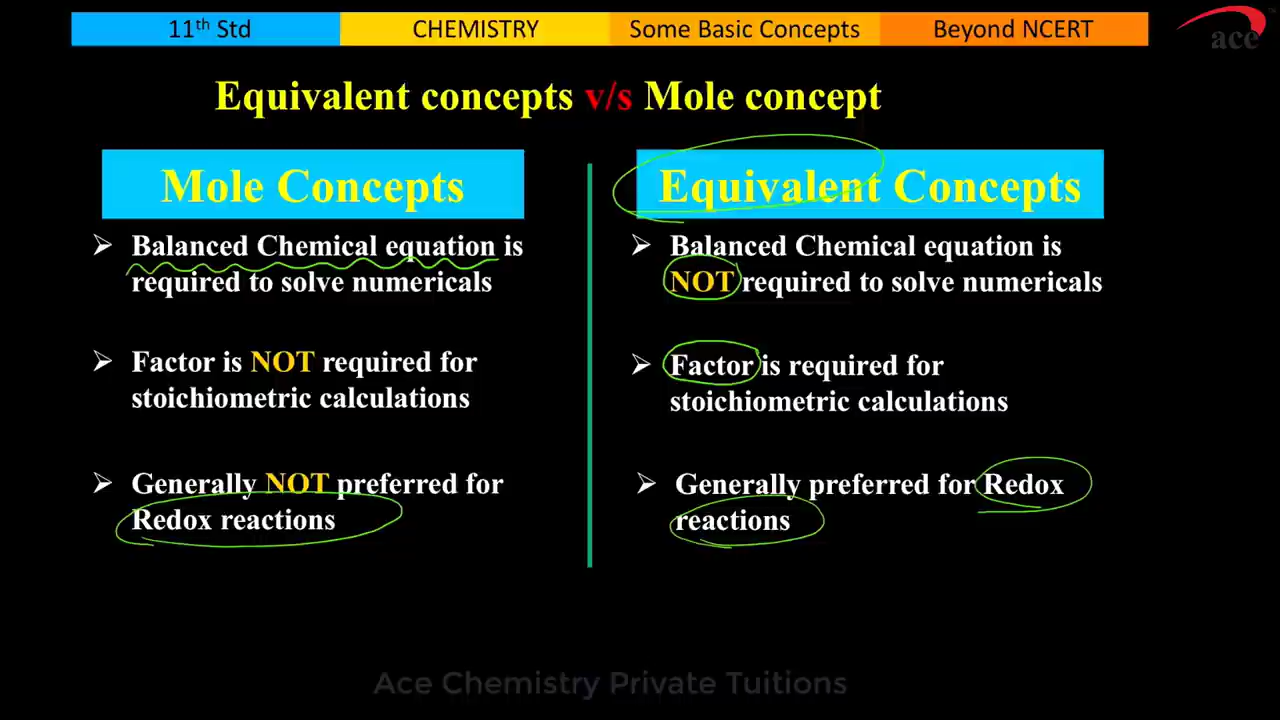 11th Std CHEMISTRY Some Basic Concepts Beyond NCERT
ace
Equivalent concepts v/s Mole concept
Mole Concepts
➢ Balanced Chemical equation is
required to solve numericals
➢ Factor is NOT required for
stoichiometric calculations
➢ Generally NOT preferred for
Redox reactions
Equivalent Concepts
➢ Balanced Chemical equation is
NOT required to solve numericals
➢ Factor is required for
stoichiometric calculations
➢ Generally preferred for Redox
reactions
Ace Chemistry Private Tuitions